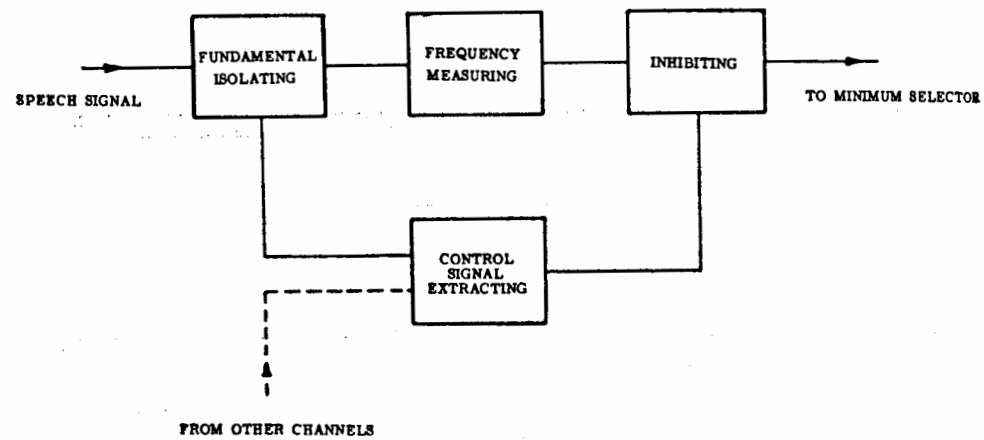 FUNDAMENTAL
ISOLATING
FREQUENCY
MEASURING
INHIBITING
SPEECH SIGNAL
TO MINIMUM SELECTOR
CONTROL
SIGNAL
EXTRACTING
FROM OTHER CHANNELS